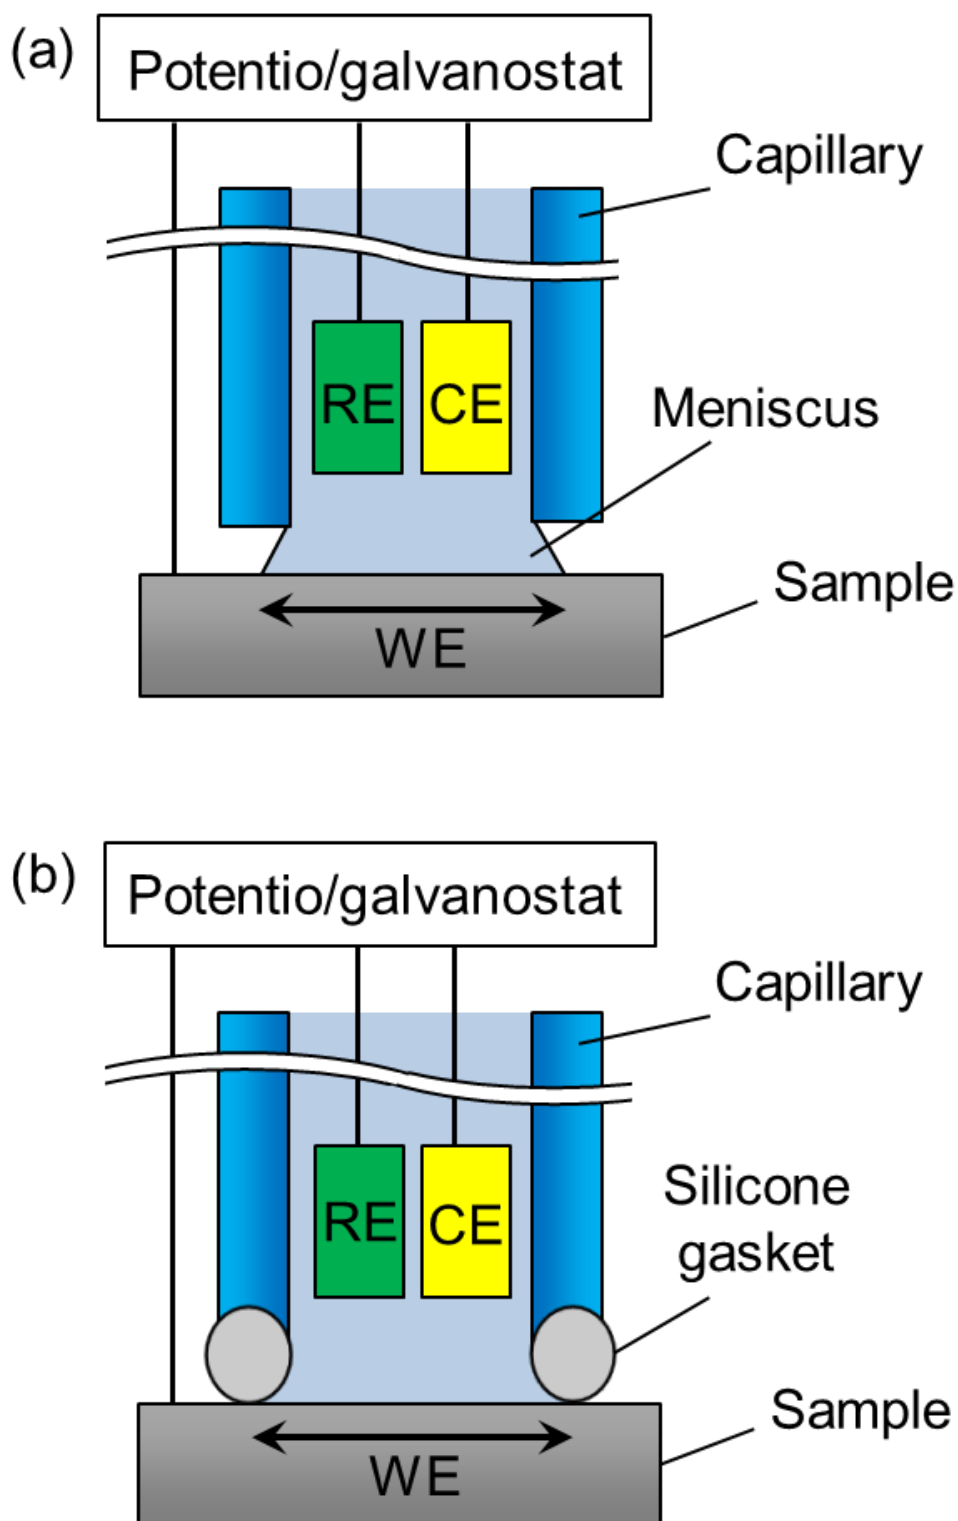 (a)
Potentio/galvanostat
Capillary
RE
CE
Meniscus
Sample
WE
(b)
Potentio/galvanostat
Capillary
RE
CE
Silicone
gasket
Sample
WE